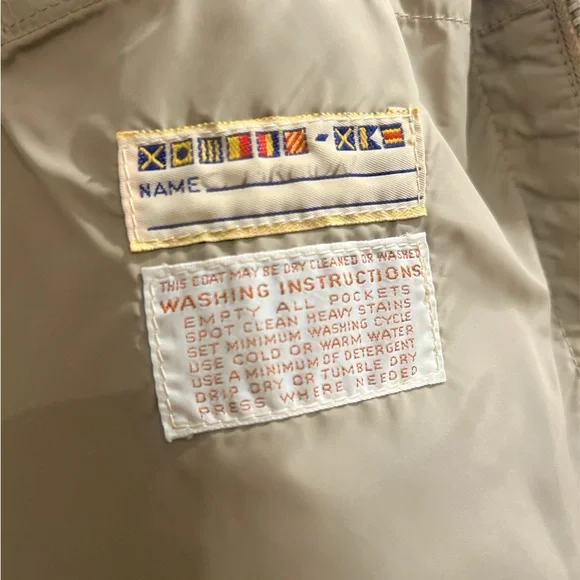 NAME
THIS COAT MAY BE DRY CLEANED OR WASHED
WASHING INSTRUCTIONS
EMPTY ALL POCKETS
SPOT CLEAN HEAVY STAINS
SET MINIMUM WASHING CYCLE
USE COLD OR WARM WATER
USE A MINIMUM OF DETERGENT
DRIP DRY OR TUMBLE DRY
PRESS WHERE NEEDED